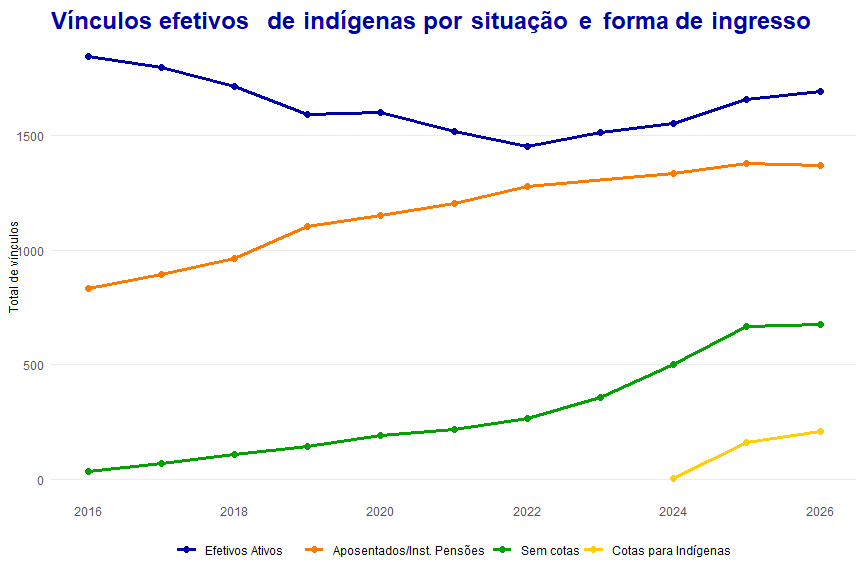 Vínculos efetivos de indígenas por situação e forma de ingresso
Total de vínculos
1500
1000
500
0
2016 2018 2020 2022 2024 2026
Efetivos Ativos Aposentados/Inst. Pensões Sem cotas Cotas para Indígenas